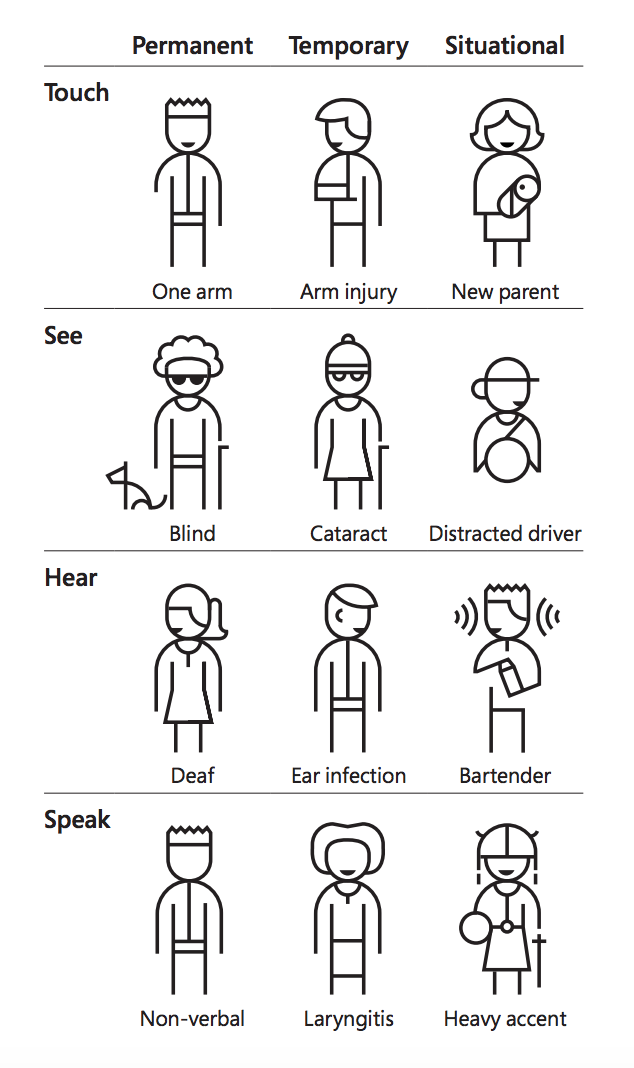 Permanent Temporary Situational
Touch
One arm Arm injury New parent
See
Blind Cataract Distracted driver
Hear
Deaf Ear infection Bartender
Speak
Non-verbal Laryngitis Heavy accent